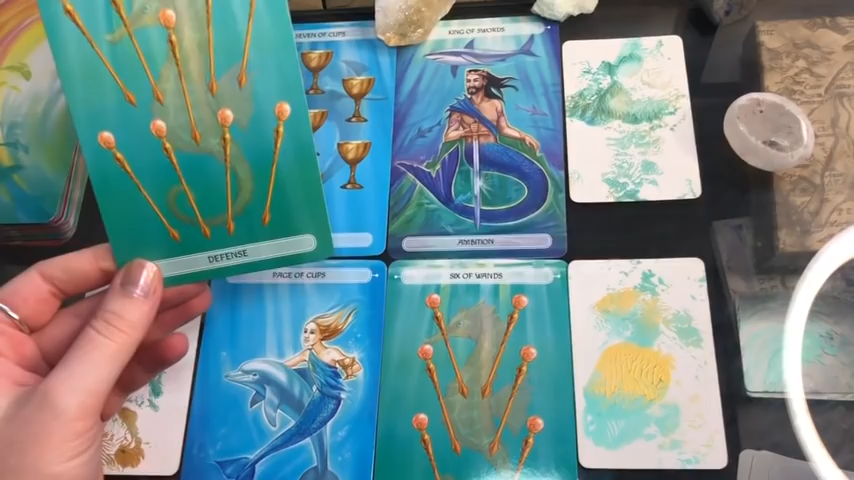 SEVEN OF CUPS
KING OF SWORDS
AMBITION
DEFENSE
PAGE OF CUPS
SIX OF WANDS